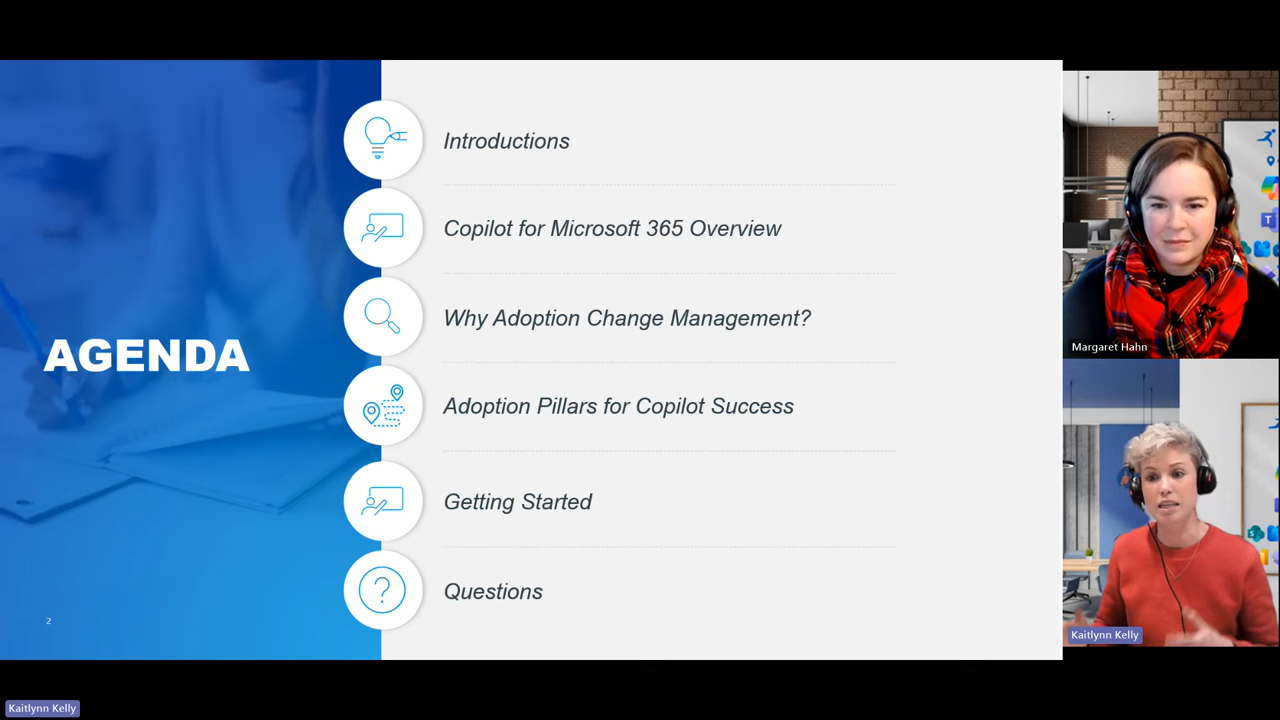 AGENDA
Introductions
Copilot for Microsoft 365 Overview
Why Adoption Change Management?
Adoption Pillars for Copilot Success
Getting Started
?
Questions
2
Margaret Hahn
Kaitlynn Kelly
Kaitlynn Kelly